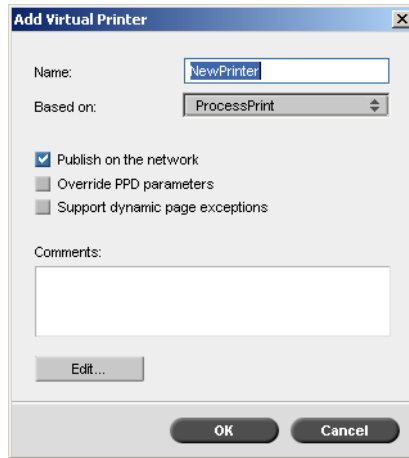 Add Virtual Printer
Name: NewPrinter
Based on: ProcessPrint
Publish on the network
Override PPD parameters
Support dynamic page exceptions
Comments:
Edit...
OK Cancel